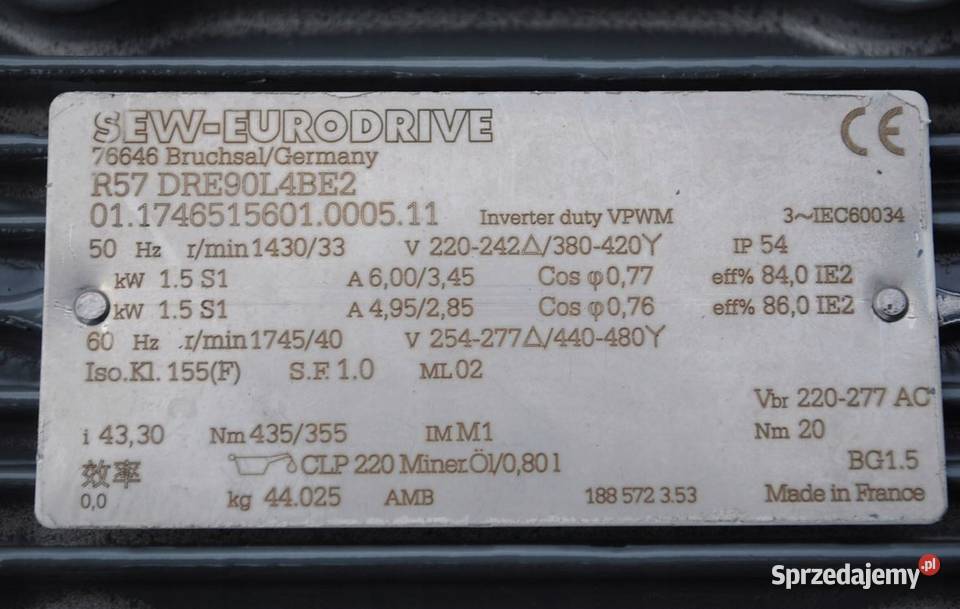 SEW-EURODRIVE CE
76646 Bruchsal/Germany
R57 DRE90L4BE2
01.1746515601.0005.11 Inverter duty VPWM 3~IEC60034
50 Hz r/min 1430/33 V 220-242△/380-420Y IP 54
kW 1.5 S1 A 6,00/3,45 Cos φ 0,77 eff% 84,0 IE2
kW 1.5 S1 A 4,95/2,85 Cos φ 0,76 eff% 86,0 IE2
60 Hz r/min 1745/40 V 254-277△/440-480Y
Iso.Kl. 155(F) S.F. 1.0 ML 02
Vbr 220-277 AC
i 43,30 Nm 435/355 IM M1 Nm 20
效率 CLP 220 Miner.Öl/0,80 l BG1.5
0,0 kg 44.025 AMB 188 572 3.53 Made in France
Sprzedajemy.pl